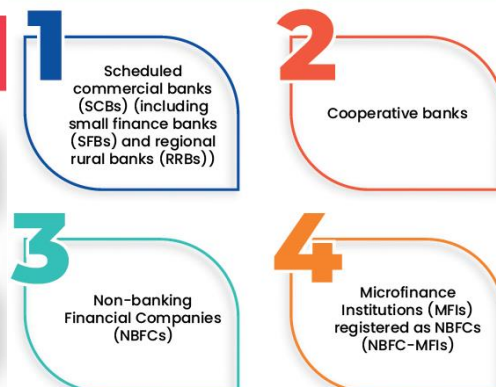 1
Scheduled
commercial banks
(SCBs) (including
small finance banks
(SFBs) and regional
rural banks (RRBs))
2
Cooperative banks
3
Non-banking
Financial Companies
(NBFCs)
4
Microfinance
Institutions (MFIs)
registered as NBFCs
(NBFC-MFIs)